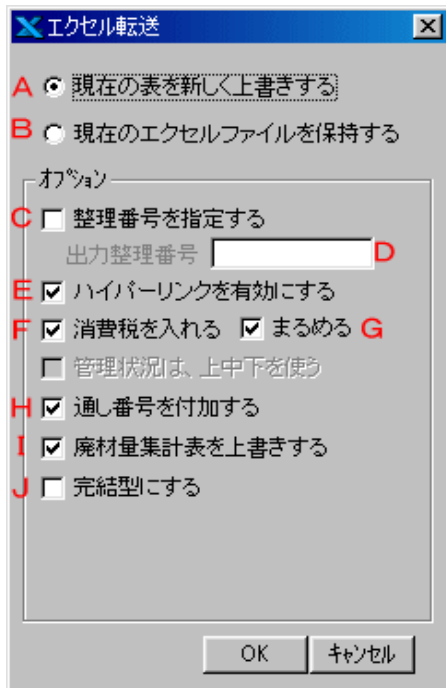 エクセル転送
A 現在の表を新しく上書きする
B 現在のエクセルファイルを保持する
オプション
C 整理番号を指定する
出力整理番号 D
E ハイパーリンクを有効にする
F 消費税を入れる まるめる G
管理状況は、上中下を使う
H 通し番号を付加する
I 廃材量集計表を上書きする
J 完結型にする
OK キャンセル